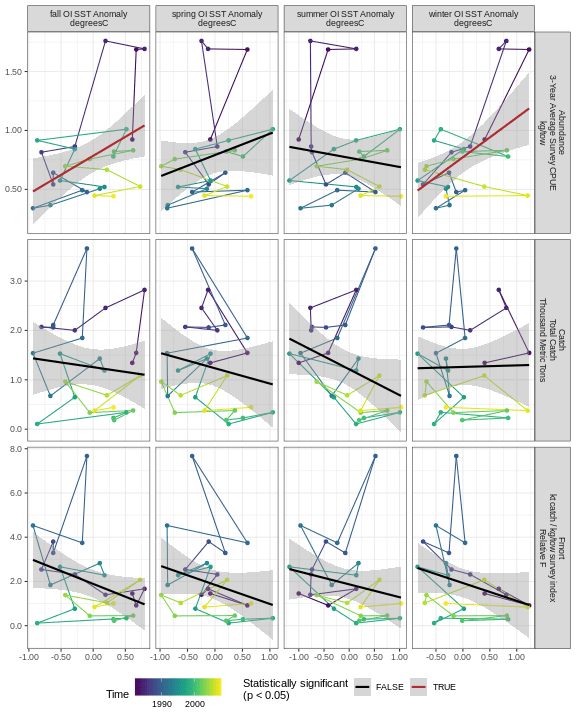 fall OI SST Anomaly
degreesC
spring OI SST Anomaly
degreesC
summer OI SST Anomaly
degreesC
winter OI SST Anomaly
degreesC
1.50
1.00
0.50
Abundance
3-Year Average Survey CPUE
kg/tow
3.0
2.0
1.0
0.0
Catch
Total Catch
Thousand Metric Tons
8.0
6.0
4.0
2.0
0.0
Fmort
kt catch / kg/tow survey index
Relative F
-1.00 -0.50 0.00 0.50
-1.00 -0.50 0.00 0.50 1.00
-1.00 -0.50 0.00 0.50 1.00
-0.50 0.00 0.50 1.00
Time
1990 2000
Statistically significant
(p < 0.05)
FALSE
TRUE